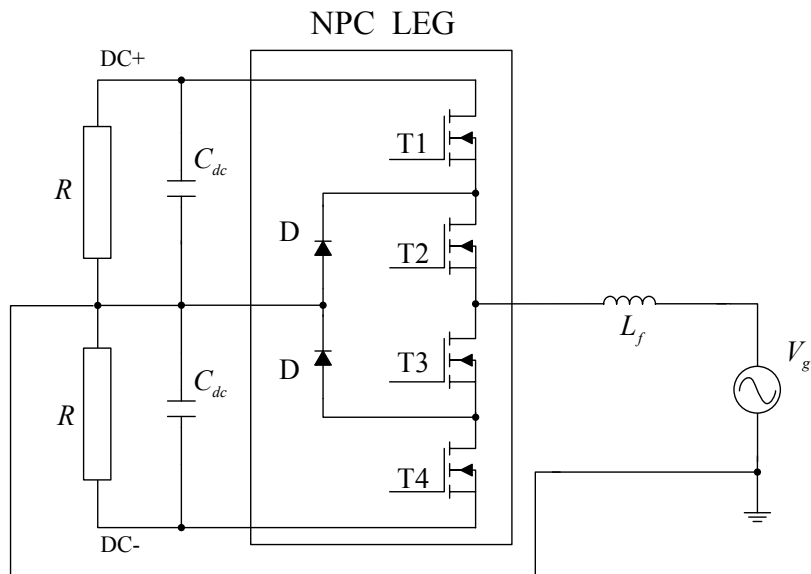 NPC LEG
DC+
T1
C_dc
R
D
T2
L_f
V_g
T3
D
C_dc
R
T4
DC-